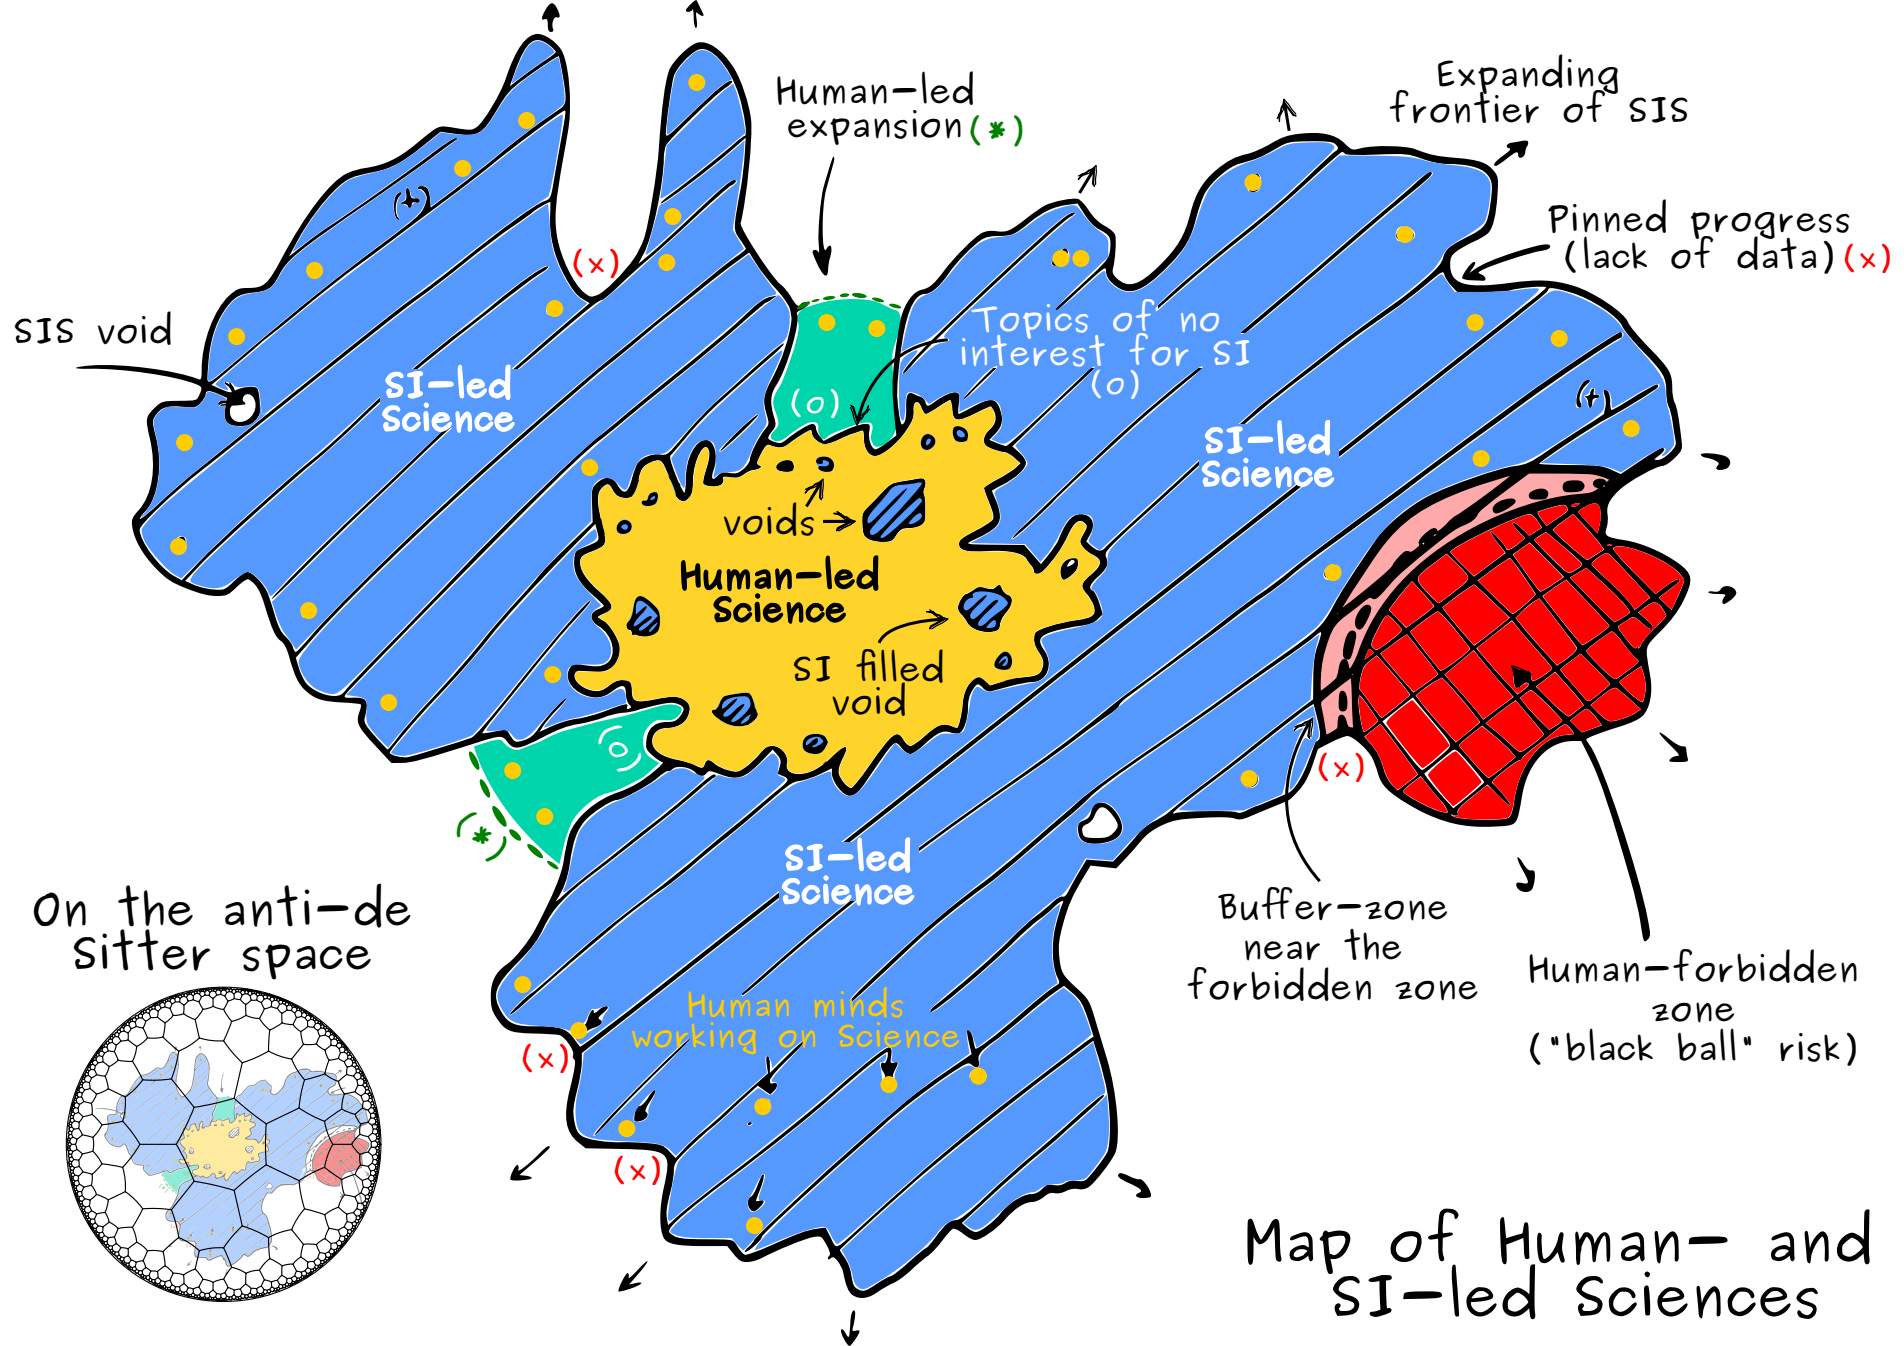 Human-led
expansion(*)
Expanding
frontier of SIS
Pinned progress
(lack of data)(x)
(+)
(x)
SIS void
Topics of no
interest for SI
(o)
SI-led
Science
(o)
(+)
SI-led
Science
voids
Human-led
Science
SI filled
void
(o)
(x)
(*)
SI-led
Science
On the anti-de
Sitter space
Buffer-zone
near the
forbidden zone
Human-forbidden
zone
("black ball" risk)
Human minds
working on Science
(x)
(x)
Map of Human- and
SI-led Sciences